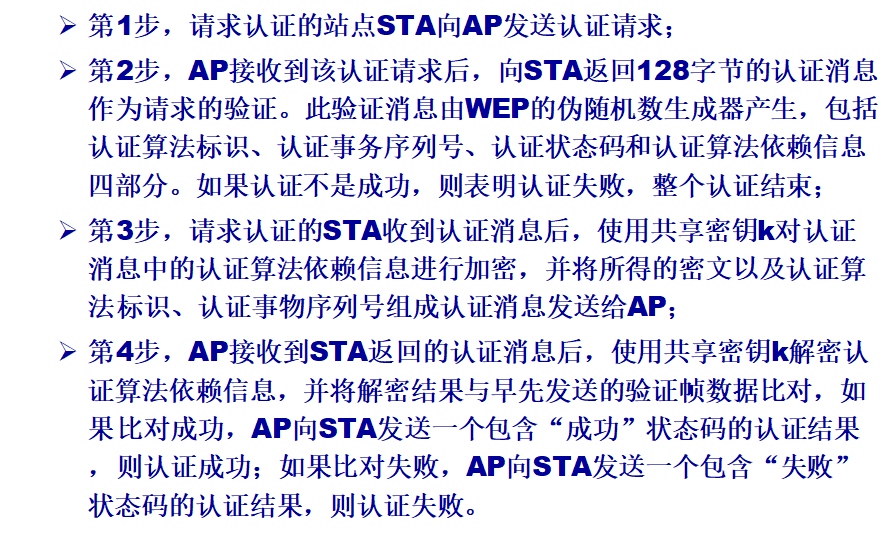 ➢ 第1步，请求认证的站点STA向AP发送认证请求；
➢ 第2步，AP接收到该认证请求后，向STA返回128字节的认证消息
作为请求的验证。此验证消息由WEP的伪随机数生成器产生，包括
认证算法标识、认证事务序列号、认证状态码和认证算法依赖信息
四部分。如果认证不是成功，则表明认证失败，整个认证结束；
➢ 第3步，请求认证的STA收到认证消息后，使用共享密钥k对认证
消息中的认证算法依赖信息进行加密，并将所得的密文以及认证算
法标识、认证事物序列号组成认证消息发送给AP；
➢ 第4步，AP接收到STA返回的认证消息后，使用共享密钥k解密认
证算法依赖信息，并将解密结果与早先发送的验证帧数据比对，如
果比对成功，AP向STA发送一个包含“成功”状态码的认证结果
，则认证成功；如果比对失败，AP向STA发送一个包含“失败”
状态码的认证结果，则认证失败。